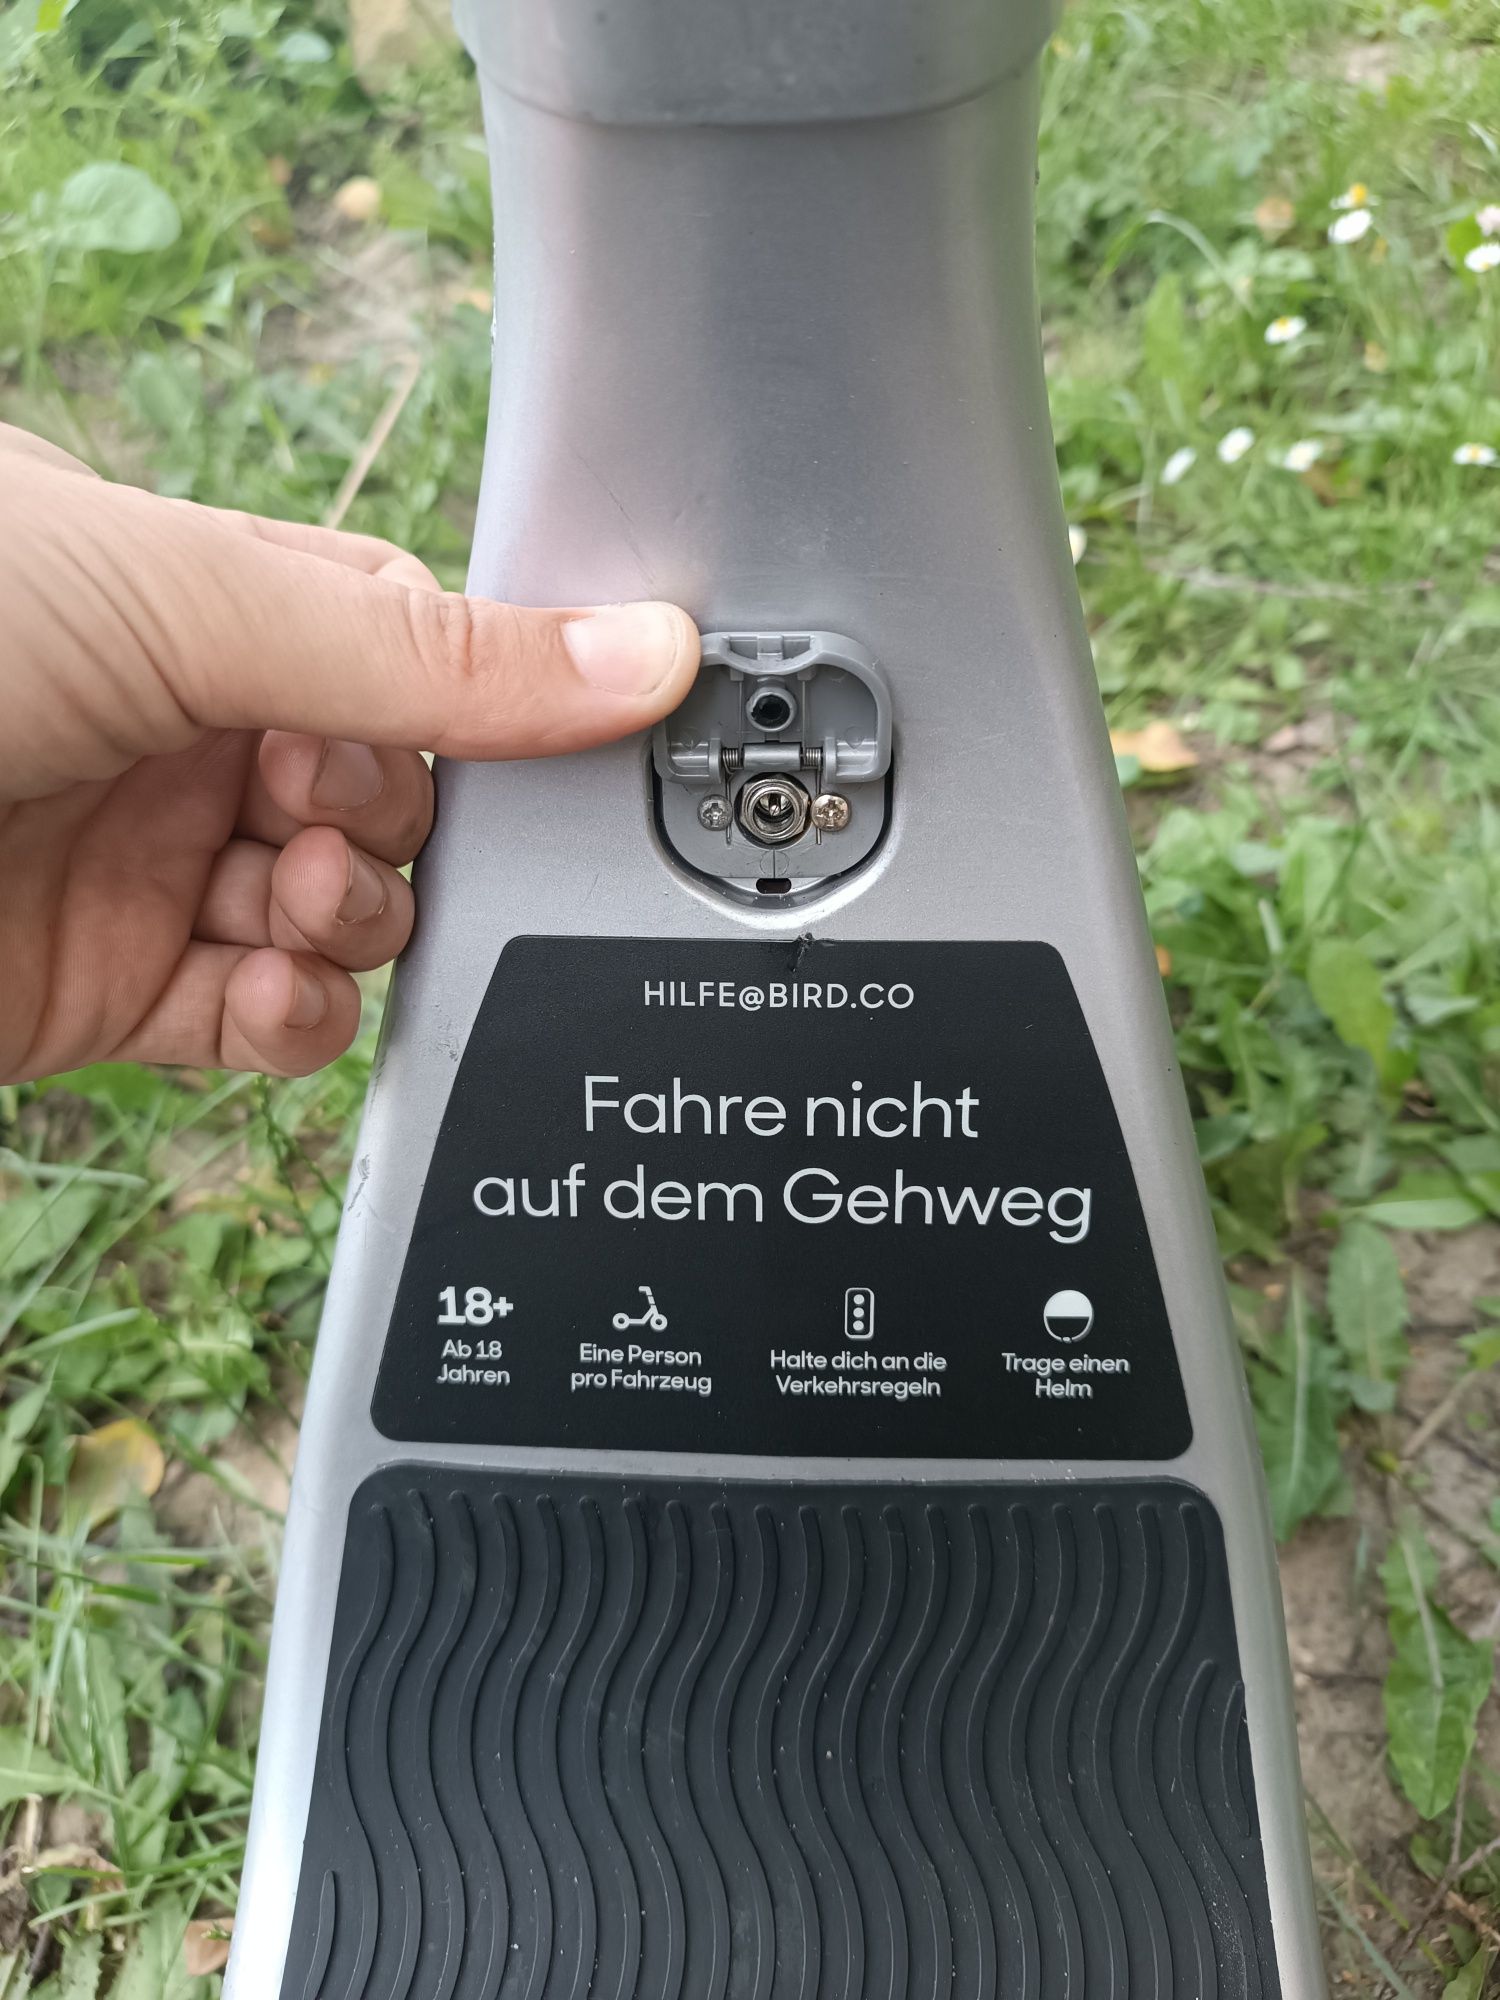 HILFE@BIRD.CO
Fahre nicht
auf dem Gehweg
18+
Ab 18
Jahren
Eine Person
pro Fahrzeug
Halte dich an die
Verkehrsregeln
Trage einen
Helm